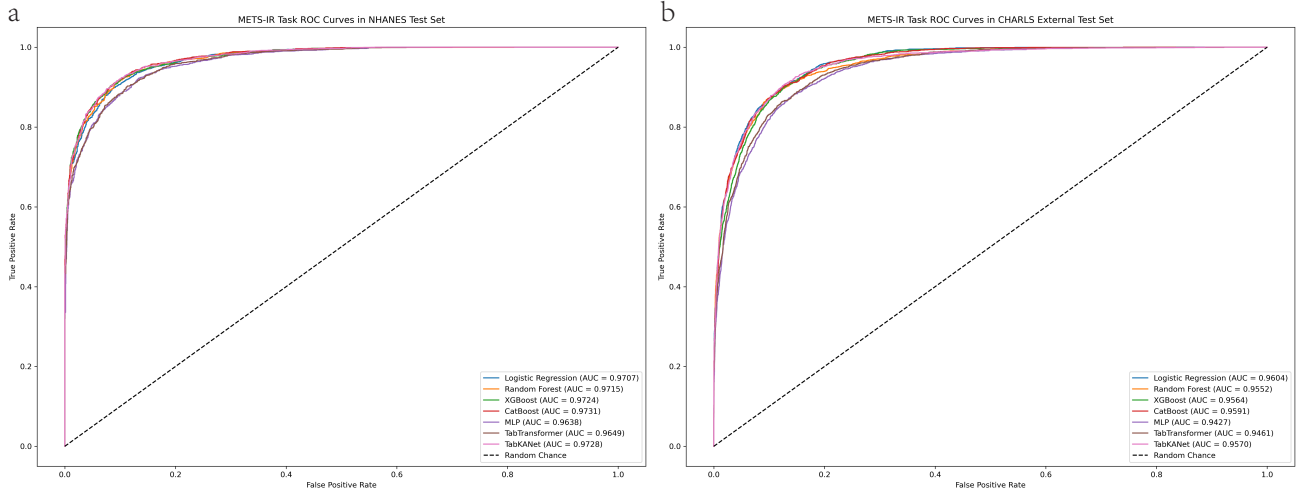 a
METS-IR Task ROC Curves in NHANES Test Set
True Positive Rate
1.0
0.8
0.6
0.4
0.2
0.0
0.0 0.2 0.4 0.6 0.8 1.0
False Positive Rate
Logistic Regression (AUC = 0.9707)
Random Forest (AUC = 0.9715)
XGBoost (AUC = 0.9724)
CatBoost (AUC = 0.9731)
MLP (AUC = 0.9638)
TabTransformer (AUC = 0.9649)
TabKANet (AUC = 0.9728)
Random Chance
b
METS-IR Task ROC Curves in CHARLS External Test Set
True Positive Rate
1.0
0.8
0.6
0.4
0.2
0.0
0.0 0.2 0.4 0.6 0.8 1.0
False Positive Rate
Logistic Regression (AUC = 0.9604)
Random Forest (AUC = 0.9552)
XGBoost (AUC = 0.9564)
CatBoost (AUC = 0.9591)
MLP (AUC = 0.9427)
TabTransformer (AUC = 0.9461)
TabKANet (AUC = 0.9570)
Random Chance